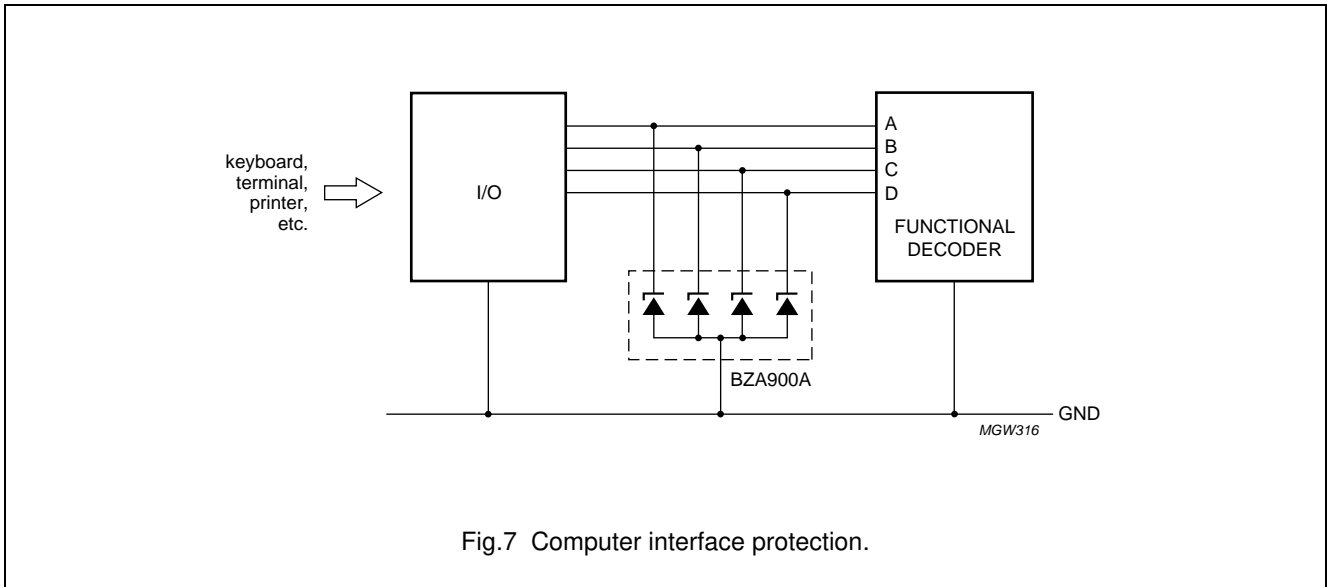 keyboard,
terminal,
printer,
etc.
I/O
A
B
C
D
FUNCTIONAL
DECODER
BZA900A
GND
MGW316
Fig.7 Computer interface protection.